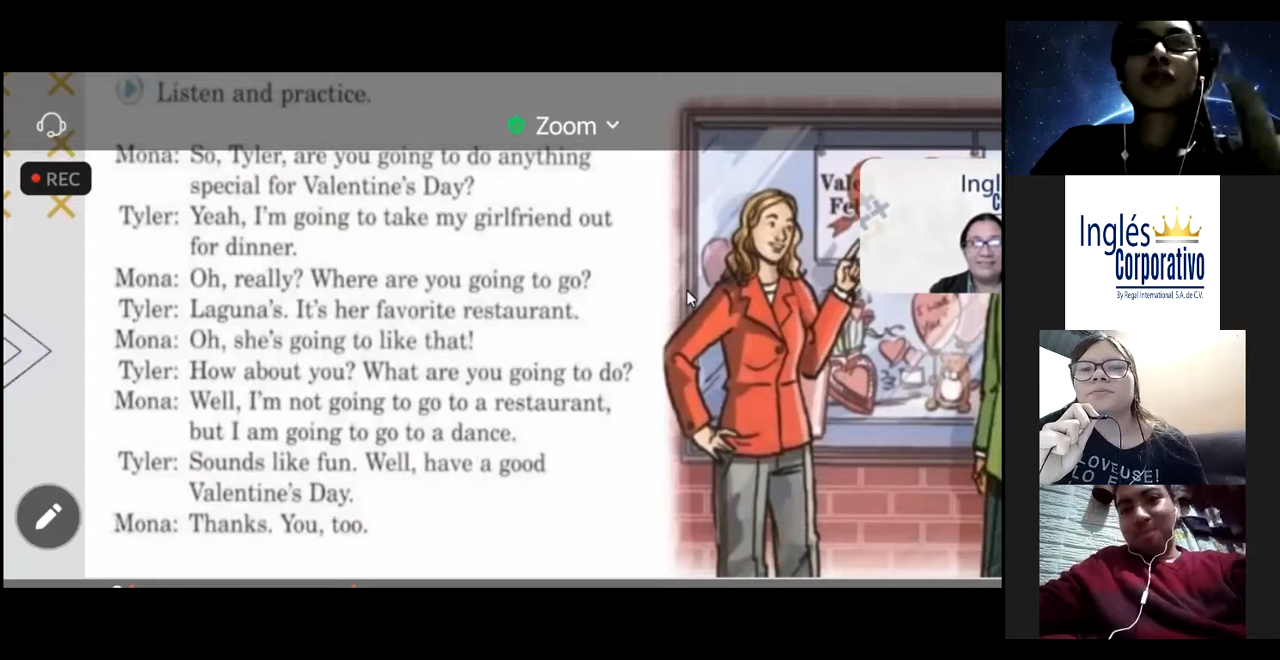 Listen and practice.
Zoom
REC
Mona: So, Tyler, are you going to do anything
special for Valentine's Day?
Tyler: Yeah, I'm going to take my girlfriend out
for dinner.
Mona: Oh, really? Where are you going to go?
Tyler: Laguna's. It's her favorite restaurant.
Mona: Oh, she's going to like that!
Tyler: How about you? What are you going to do?
Mona: Well, I'm not going to go to a restaurant,
but I am going to go to a dance.
Tyler: Sounds like fun. Well, have a good
Valentine's Day.
Mona: Thanks. You, too.
Vale
Fe
Ingl
C
Inglés
Corporativo
By Regal International, S.A. de C.V.
LOVEUSE!